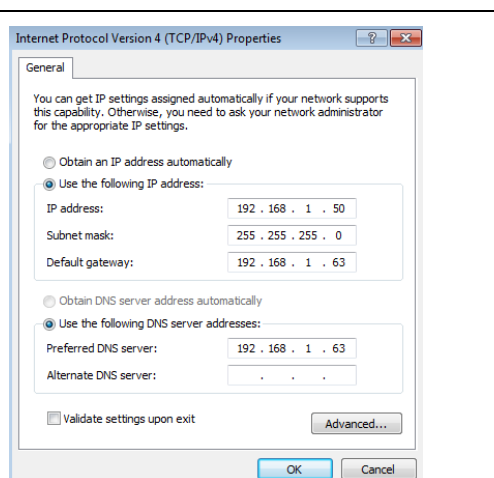 Internet Protocol Version 4 (TCP/IPv4) Properties
General
You can get IP settings assigned automatically if your network supports
this capability. Otherwise, you need to ask your network administrator
for the appropriate IP settings.
Obtain an IP address automatically
Use the following IP address:
IP address: 192 . 168 . 1 . 50
Subnet mask: 255 . 255 . 255 . 0
Default gateway: 192 . 168 . 1 . 63
Obtain DNS server address automatically
Use the following DNS server addresses:
Preferred DNS server: 192 . 168 . 1 . 63
Alternate DNS server: . . .
Validate settings upon exit
Advanced...
OK Cancel